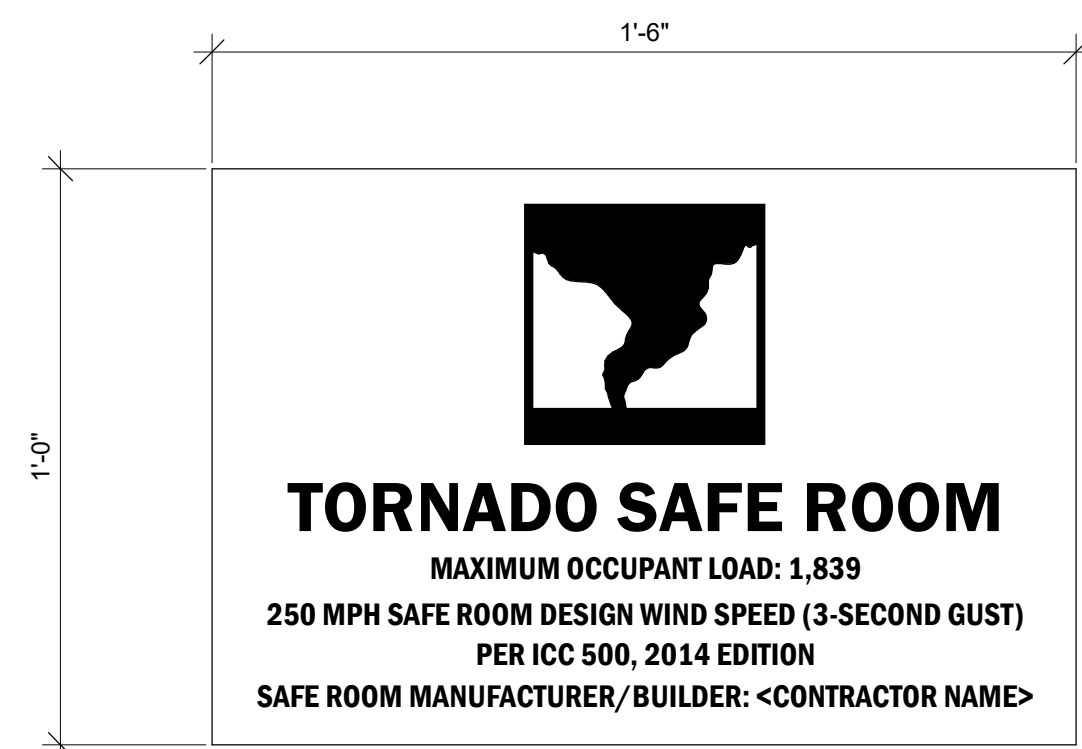 1'-6"
1'-0"
TORNADO SAFE ROOM
MAXIMUM OCCUPANT LOAD: 1,839
250 MPH SAFE ROOM DESIGN WIND SPEED (3-SECOND GUST)
PER ICC 500, 2014 EDITION
SAFE ROOM MANUFACTURER/BUILDER: <CONTRACTOR NAME>